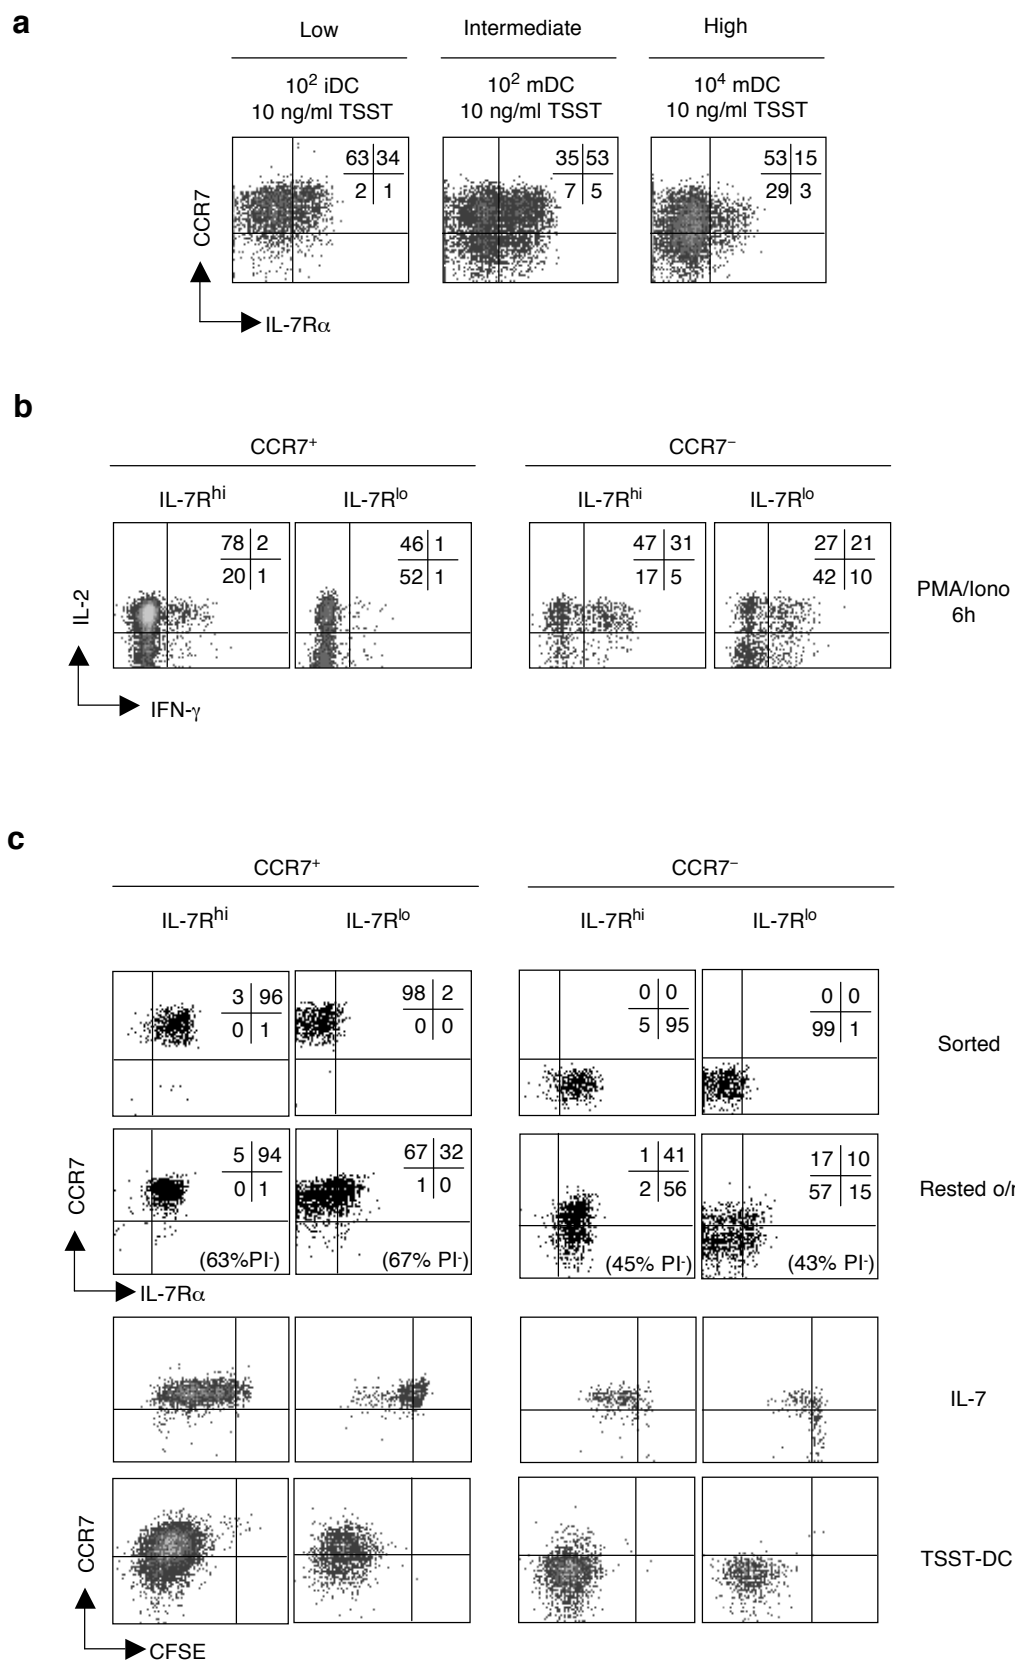 a
Low Intermediate High
10² iDC 10² mDC 10⁴ mDC
10 ng/ml TSST 10 ng/ml TSST 10 ng/ml TSST
63 34 35 53 53 15
2 1 7 5 29 3
CCR7
IL-7Rα
b
CCR7⁺ CCR7⁻
IL-7Rhi IL-7Rlo IL-7Rhi IL-7Rlo
78 2 46 1 47 31 27 21
20 1 52 1 17 5 42 10
IL-2
PMA/Iono
6h
IFN-γ
c
CCR7⁺ CCR7⁻
IL-7Rhi IL-7Rlo IL-7Rhi IL-7Rlo
3 96 98 2 0 0 0 0
0 1 0 0 5 95 99 1
Sorted
5 94 67 32 1 41 17 10
0 1 1 0 2 56 57 15
CCR7
Rested o/r
(63%PI-) (67% PI-) (45% PI-) (43% PI-)
IL-7Rα
IL-7
CCR7
TSST-DC
CFSE